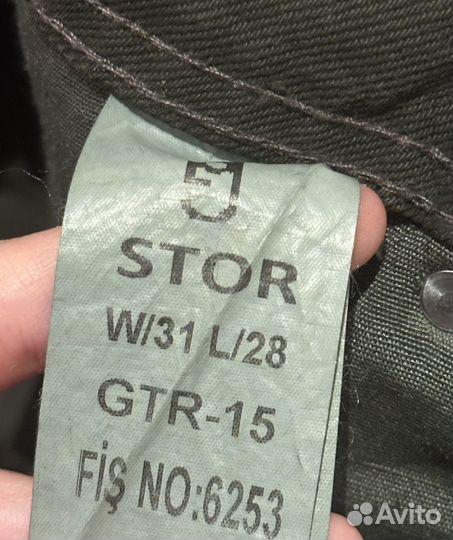 STOR
W/31 L/28
GTR-15
FİŞ NO:6253
Avito